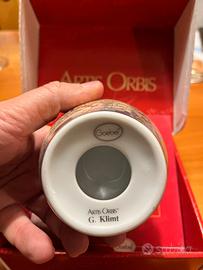 ARTIS ORBIS
Goebel
ARTIS ORBIS®
G. Klimt